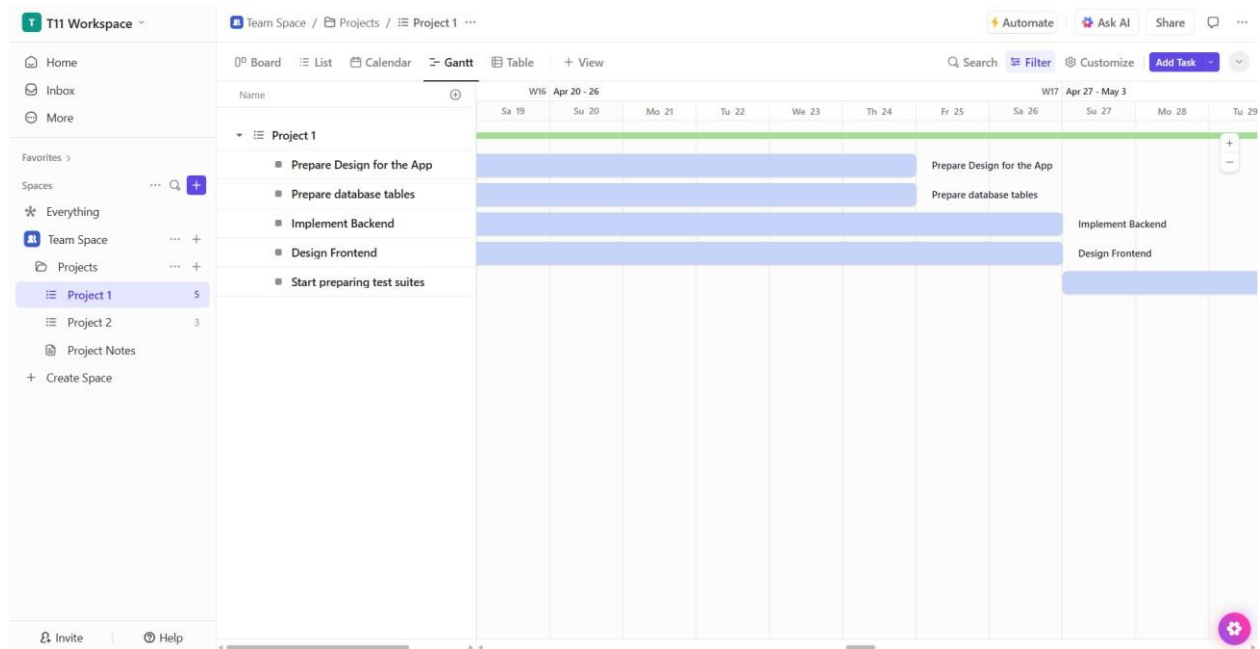 T T11 Workspace
Home
Inbox
More
Favorites >
Spaces
Everything
Team Space
Projects
Project 1 5
Project 2 3
Project Notes
+ Create Space
Invite
Help
Team Space / Projects / Project 1 ...
Automate
Ask AI
Share
Board
List
Calendar
Gantt
Table
+ View
Search
Filter
Customize
Add Task
Name
W16 Apr 20 - 26
W17 Apr 27 - May 3
Sa 19 Su 20 Mo 21 Tu 22 We 23 Th 24 Fr 25 Sa 26 Su 27 Mo 28 Tu 29
Project 1
Prepare Design for the App
Prepare database tables
Implement Backend
Design Frontend
Start preparing test suites
Prepare Design for the App
Prepare database tables
Implement Backend
Design Frontend